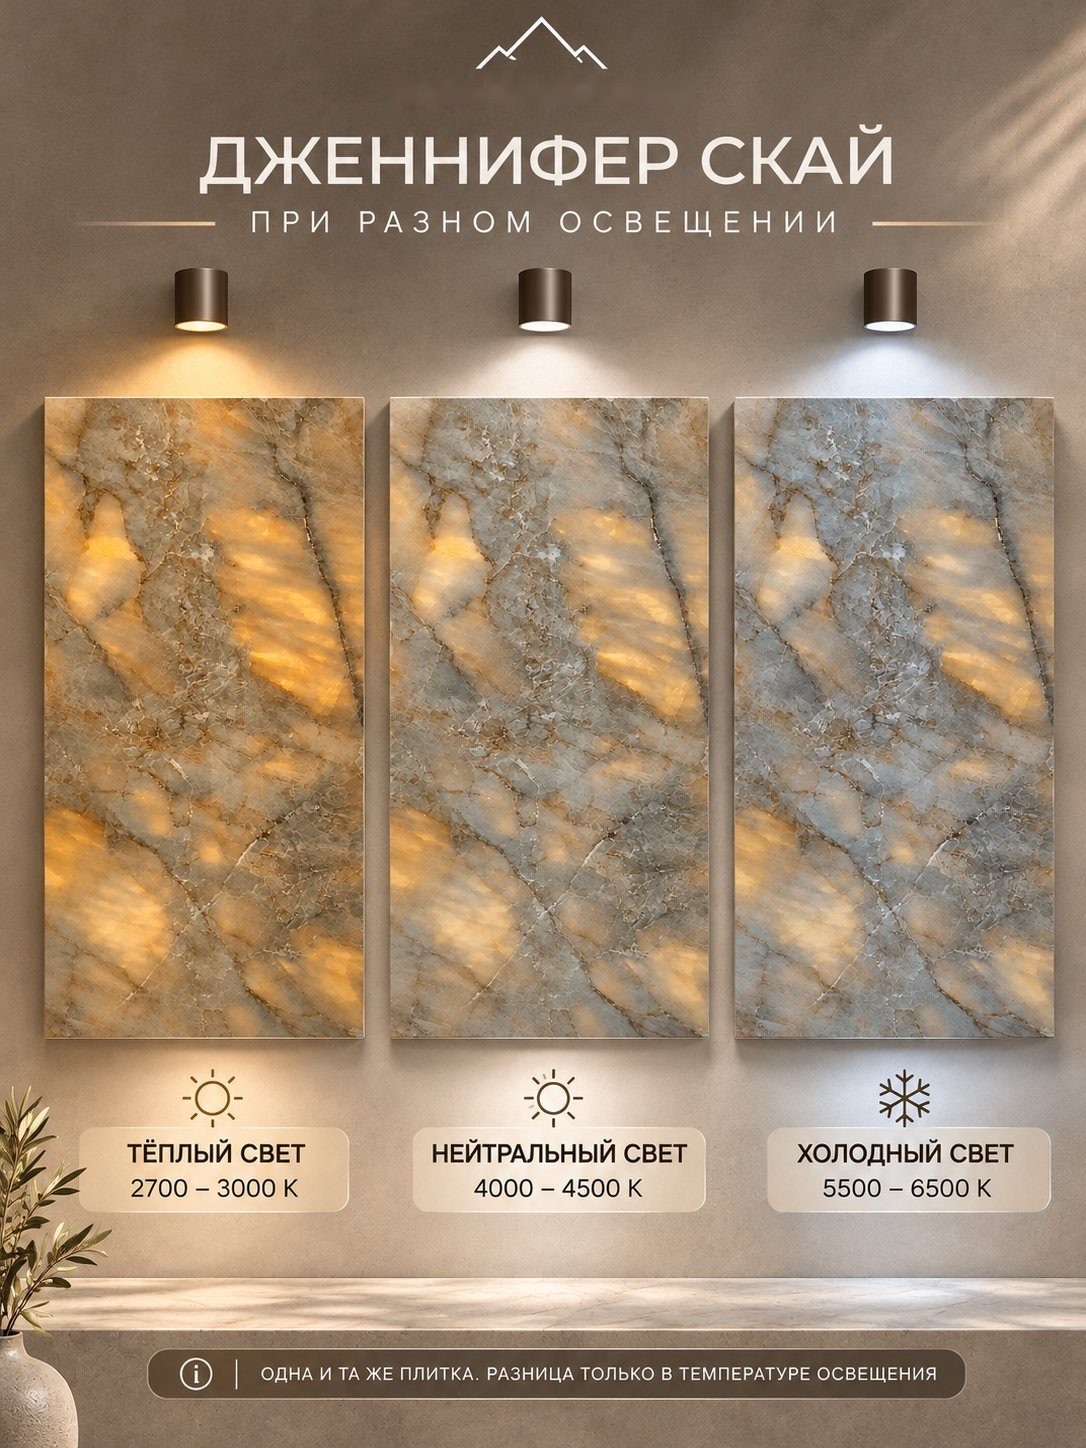 ДЖЕННИФЕР СКАЙ
ПРИ РАЗНОМ ОСВЕЩЕНИИ
ТЁПЛЫЙ СВЕТ
2700 – 3000 К
НЕЙТРАЛЬНЫЙ СВЕТ
4000 – 4500 К
ХОЛОДНЫЙ СВЕТ
5500 – 6500 К
ОДНА И ТА ЖЕ ПЛИТКА. РАЗНИЦА ТОЛЬКО В ТЕМПЕРАТУРЕ ОСВЕЩЕНИЯ